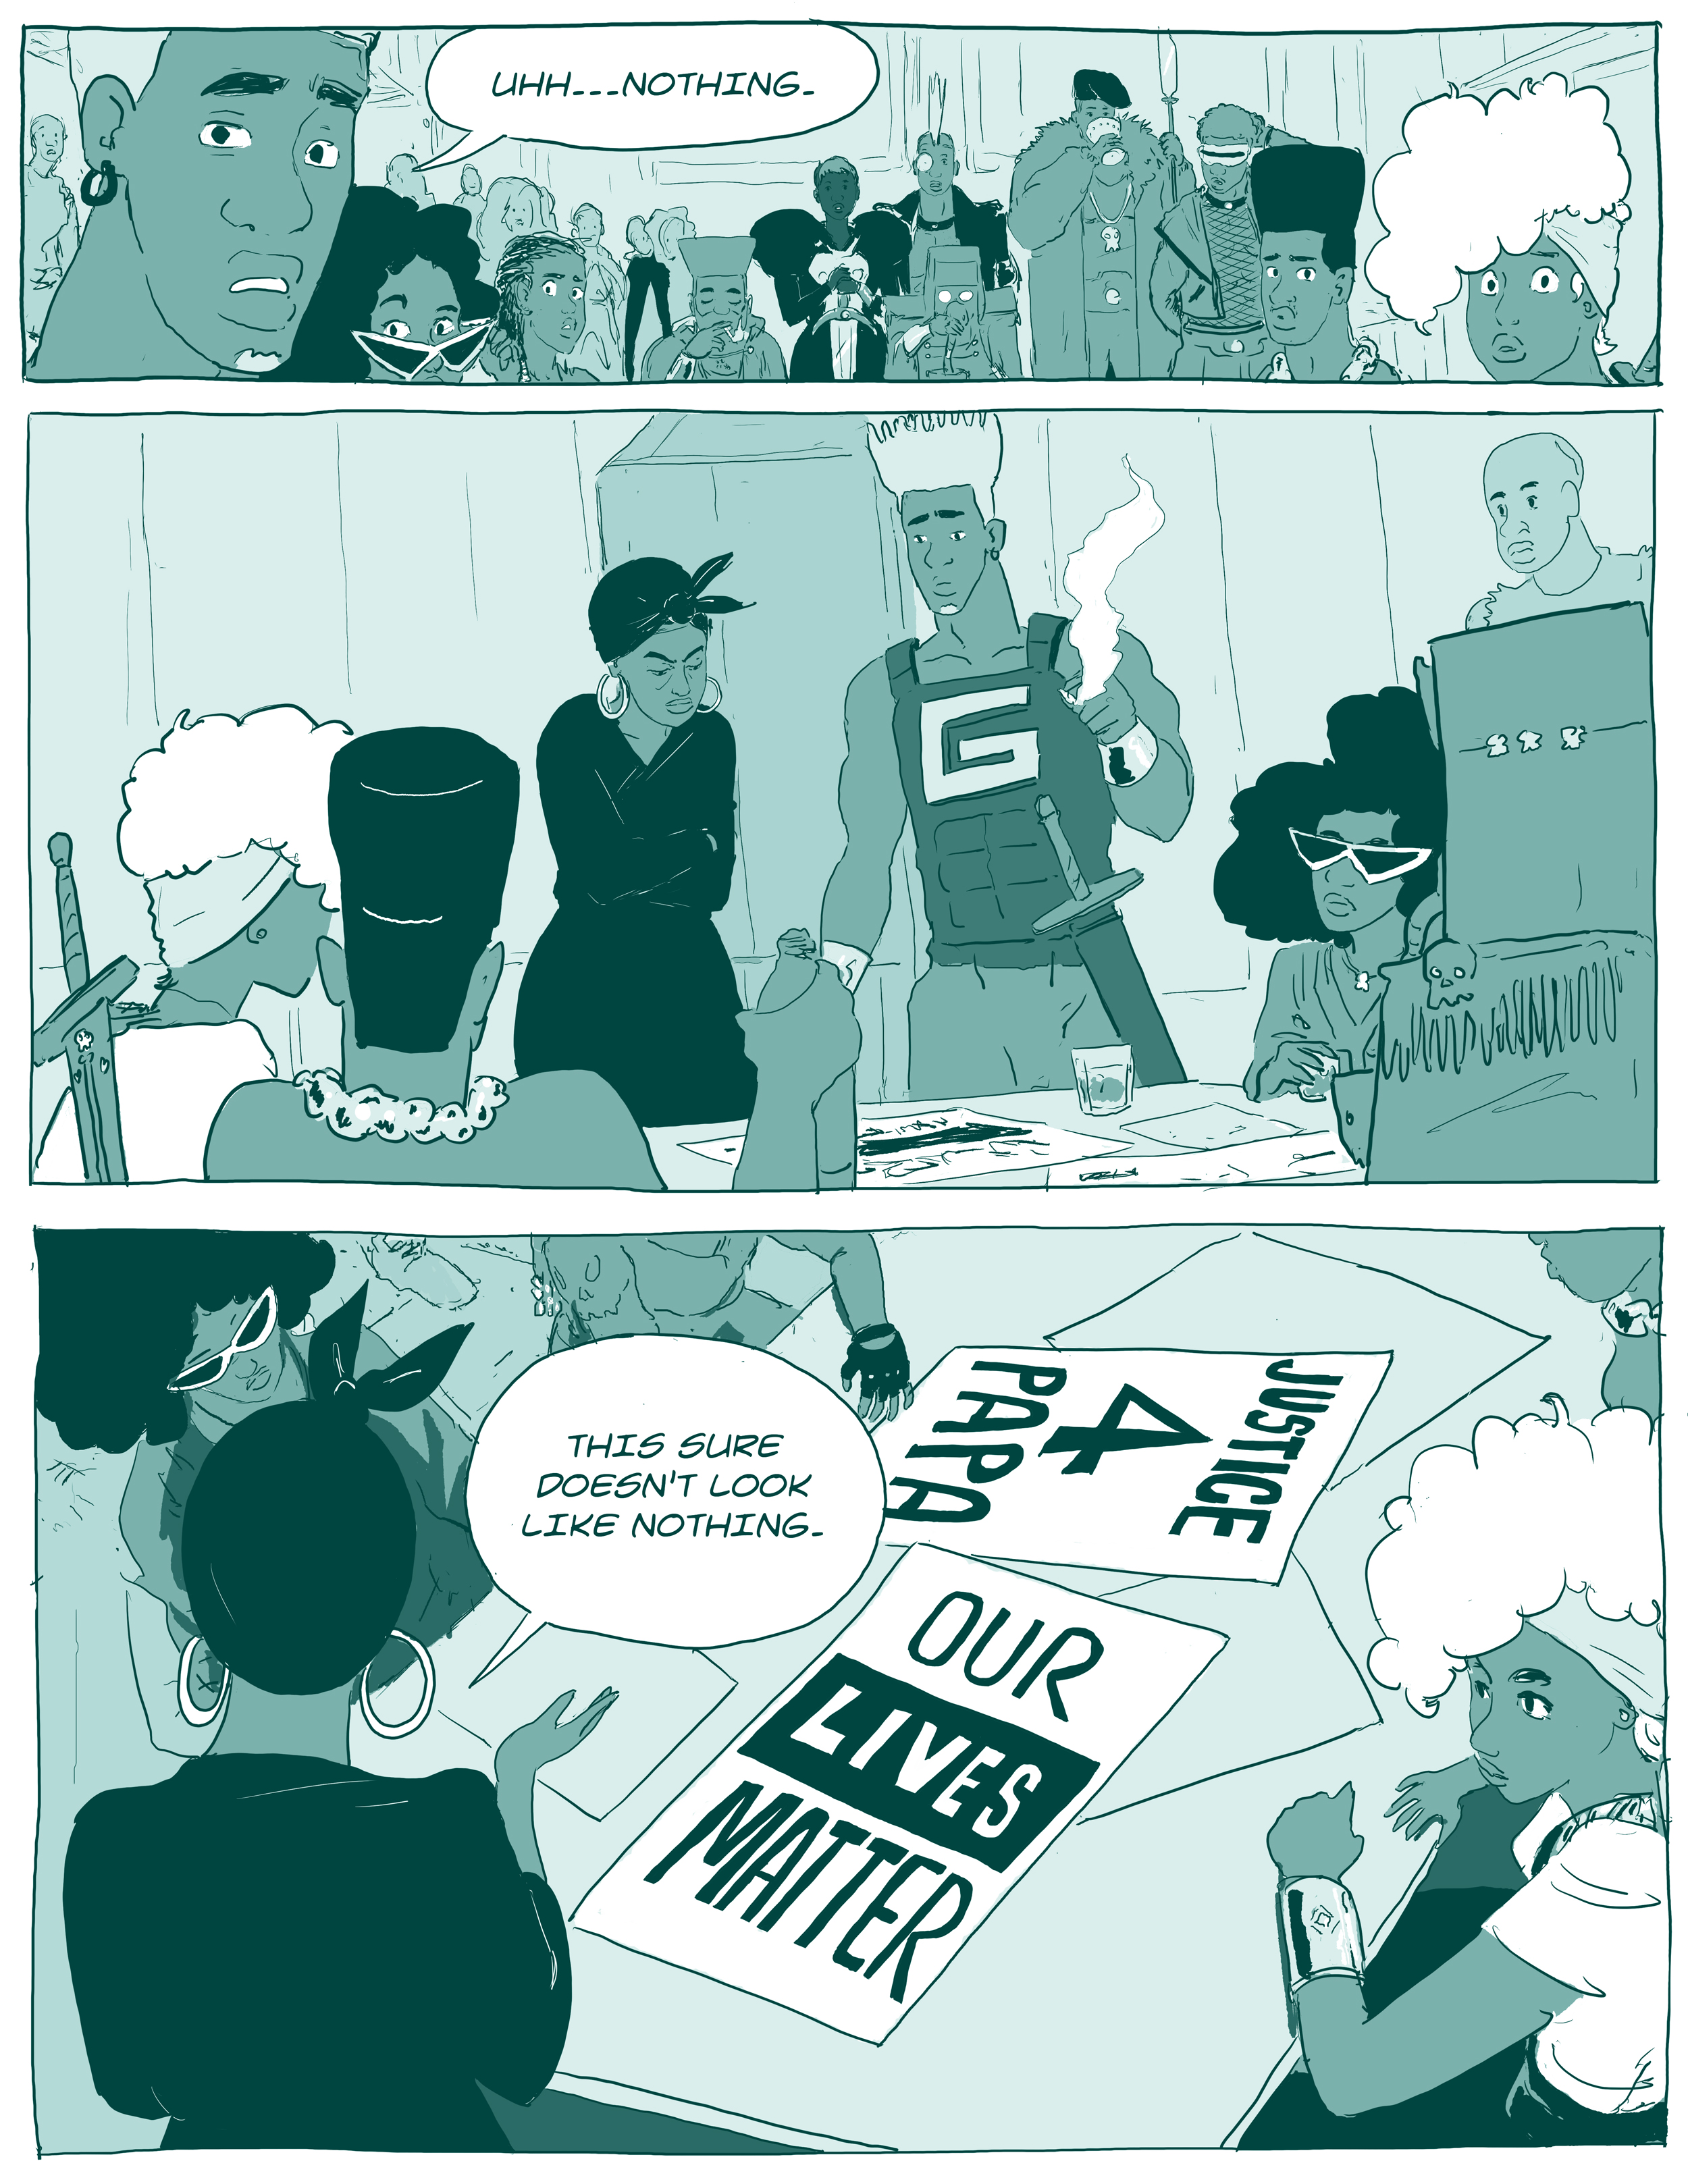 UHH---NOTHING-
G
THIS SURE
DOESN'T LOOK
LIKE NOTHING-
JUSTICE
4
PAPA
OUR
LIVES
MATTER